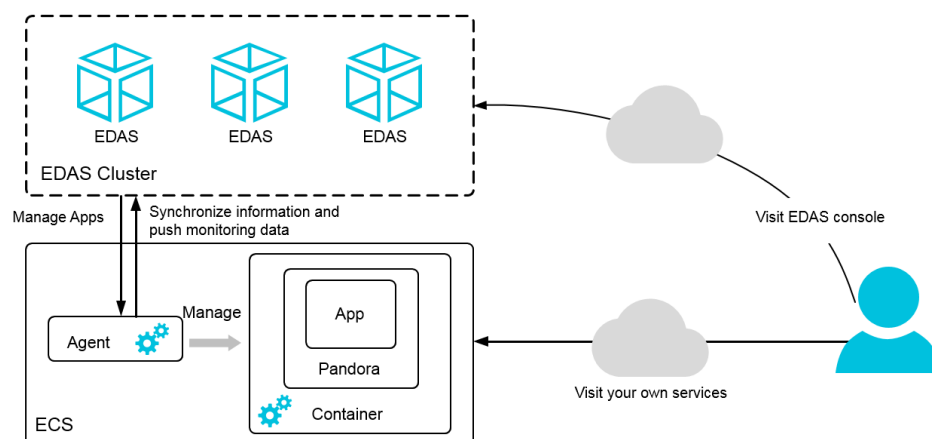 EDAS
EDAS
EDAS
EDAS Cluster
Manage Apps
Synchronize information and
push monitoring data
Visit EDAS console
Manage
Agent
App
Pandora
Container
ECS
Visit your own services